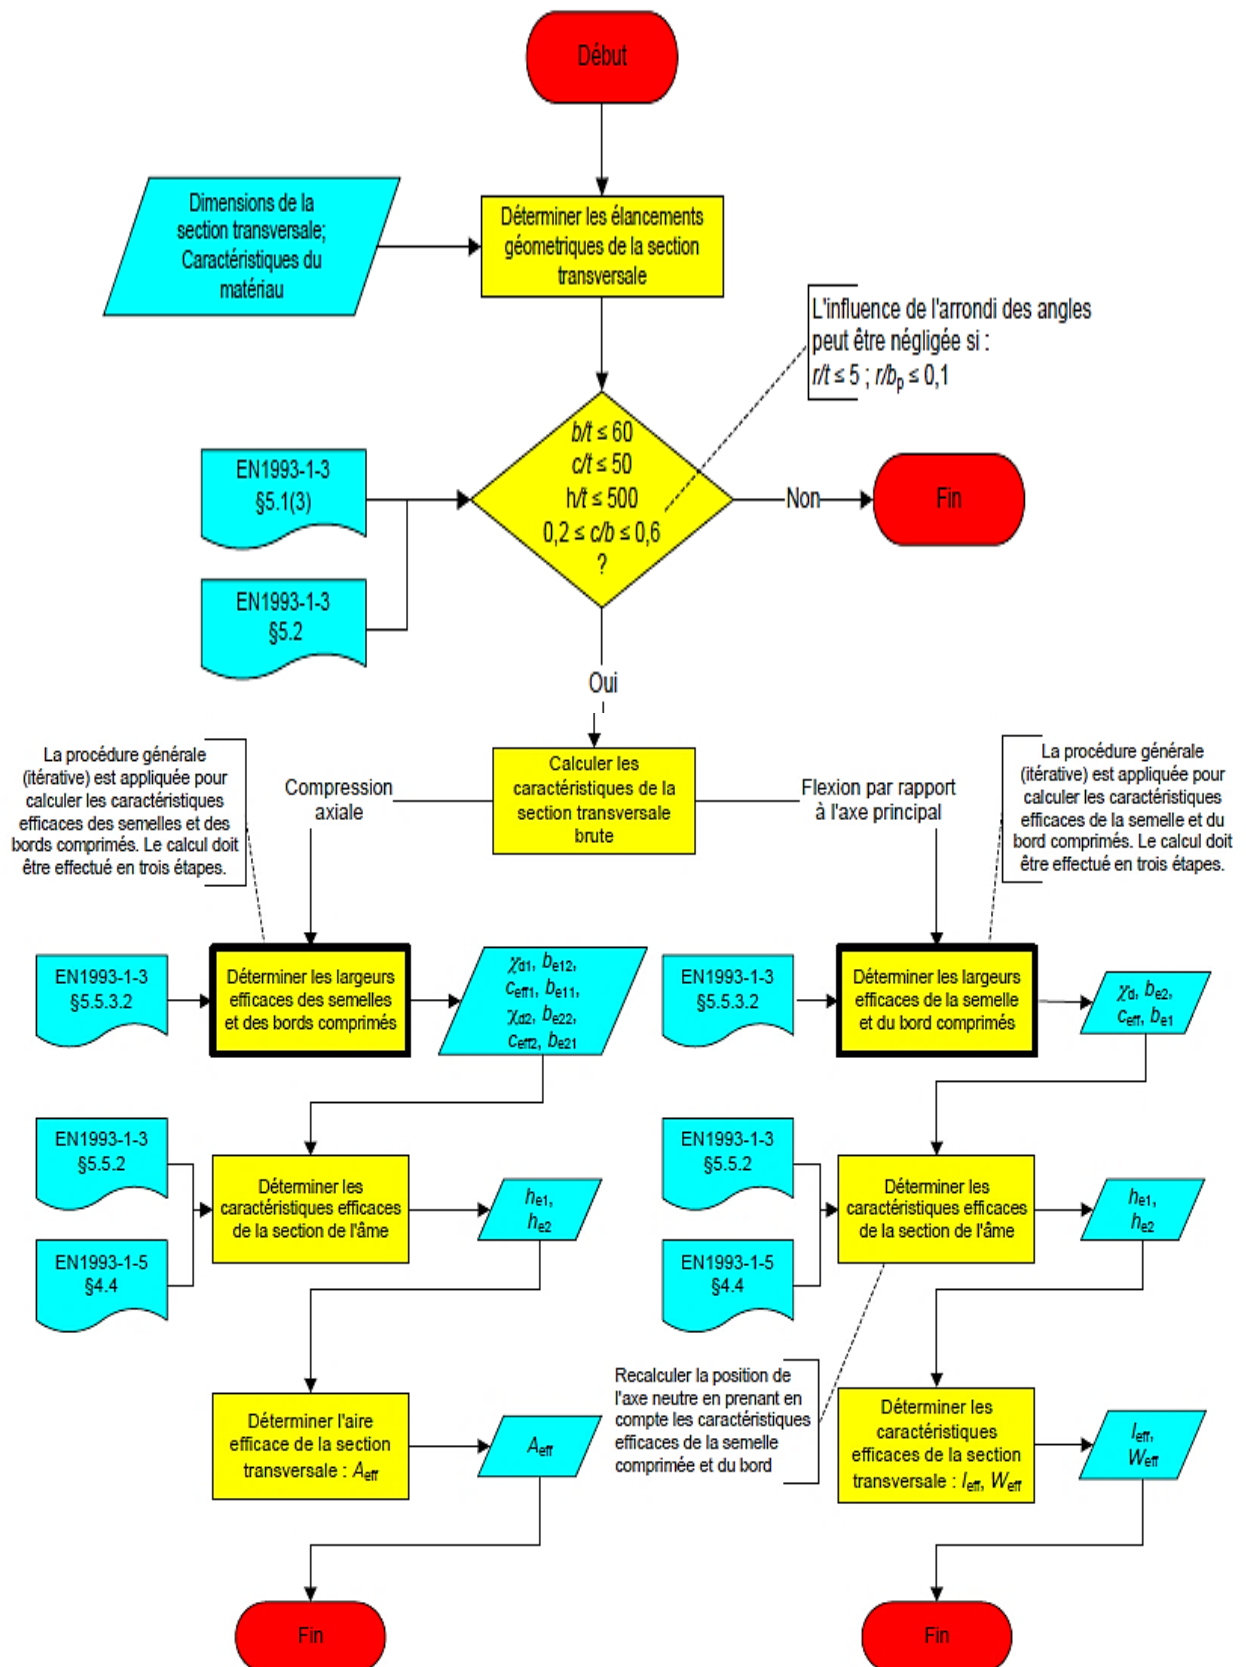 Début
Dimensions de la
section transversale;
Caractéristiques du
matériau
Déterminer les élancements
géometriques de la section
transversale
L'influence de l'arrondi des angles
peut être négligée si :
r/t ≤ 5 ; r/bp ≤ 0,1
b/t ≤ 60
c/t ≤ 50
h/t ≤ 500
0,2 ≤ c/b ≤ 0,6
?
EN1993-1-3
§5.1(3)
EN1993-1-3
§5.2
Non
Fin
Oui
La procédure générale
(itérative) est appliquée pour
calculer les caractéristiques
efficaces des semelles et des
bords comprimés. Le calcul doit
être effectué en trois étapes.
Compression
axiale
Calculer les
caractéristiques de la
section transversale
brute
Flexion par rapport
à l'axe principal
La procédure générale
(itérative) est appliquée pour
calculer les caractéristiques
efficaces de la semelle et du
bord comprimés. Le calcul doit
être effectué en trois étapes.
EN1993-1-3
§5.5.3.2
Déterminer les largeurs
efficaces des semelles
et des bords comprimés
χd1, be12,
ceff1, be11,
χd2, be22,
ceff2, be21
EN1993-1-3
§5.5.3.2
Déterminer les largeurs
efficaces de la semelle
et du bord comprimés
χd, be2,
ceff, be1
EN1993-1-3
§5.5.2
EN1993-1-5
§4.4
Déterminer les
caractéristiques efficaces
de la section de l'âme
he1,
he2
EN1993-1-3
§5.5.2
EN1993-1-5
§4.4
Déterminer les
caractéristiques efficaces
de la section de l'âme
he1,
he2
Déterminer l'aire
efficace de la section
transversale : Aeff
Aeff
Recalculer la position de
l'axe neutre en prenant en
compte les caractéristiques
efficaces de la semelle
comprimée et du bord
Déterminer les
caractéristiques
efficaces de la section
transversale : Ieff, Weff
Ieff,
Weff
Fin
Fin